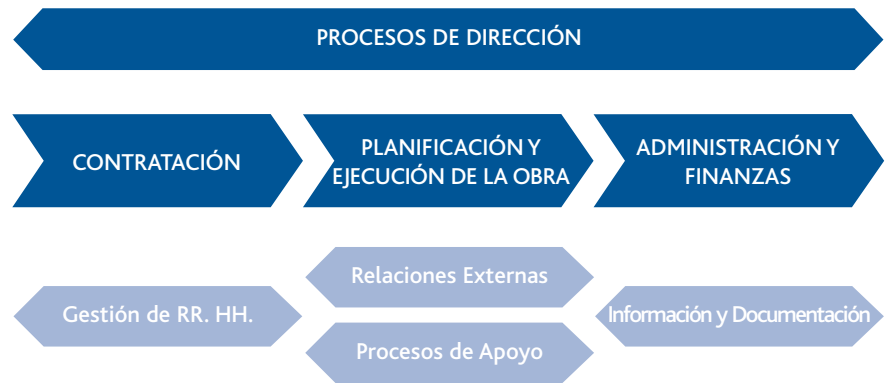 PROCESOS DE DIRECCIÓN
CONTRATACIÓN
PLANIFICACIÓN Y
EJECUCIÓN DE LA OBRA
ADMINISTRACIÓN Y
FINANZAS
Gestión de RR. HH.
Relaciones Externas
Procesos de Apoyo
Información y Documentación